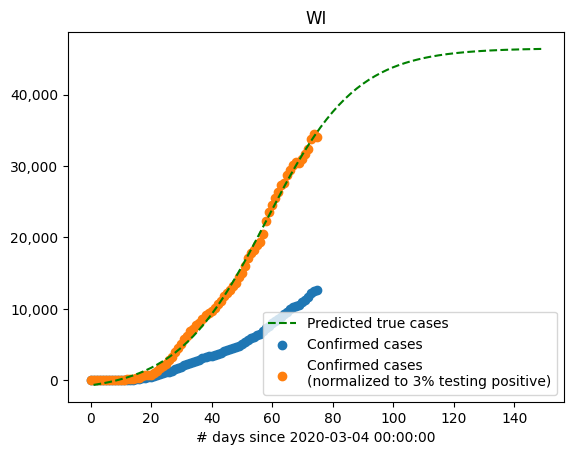 WI
40,000
30,000
20,000
10,000
0
Predicted true cases
Confirmed cases
Confirmed cases
(normalized to 3% testing positive)
0 20 40 60 80 100 120 140
# days since 2020-03-04 00:00:00